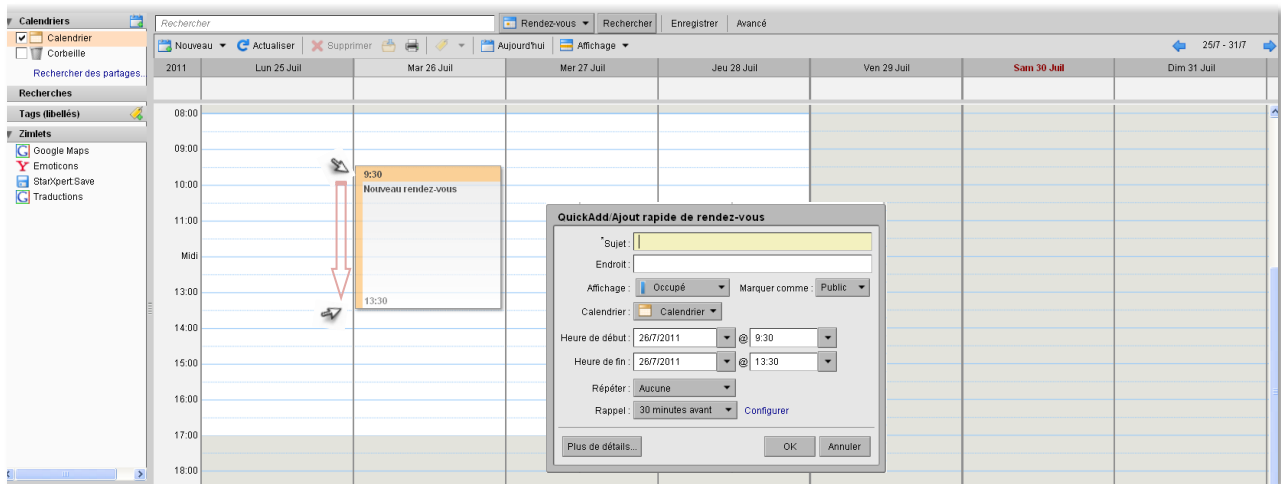 Calendriers
Rechercher
Rendez-vous
Rechercher
Enregistrer
Avancé
Calendrier
Corbeille
Rechercher des partages...
Recherches
Tags (libellés)
Zimlets
Google Maps
Emoticons
StarXpert:Save
Traductions
Nouveau
Actualiser
Supprimer
Aujourd'hui
Affichage
25/7 - 31/7
2011
Lun 25 Juil
Mar 26 Juil
Mer 27 Juil
Jeu 28 Juil
Ven 29 Juil
Sam 30 Juil
Dim 31 Juil
08:00
09:00
10:00
11:00
Midi
13:00
14:00
15:00
16:00
17:00
18:00
9:30
Nouveau rendez-vous
13:30
QuickAdd/Ajout rapide de rendez-vous
*Sujet :
Endroit :
Affichage : Occupé Marquer comme : Public
Calendrier : Calendrier
Heure de début : 26/7/2011 @ 9:30
Heure de fin : 26/7/2011 @ 13:30
Répéter : Aucune
Rappel : 30 minutes avant Configurer
Plus de détails... OK Annuler